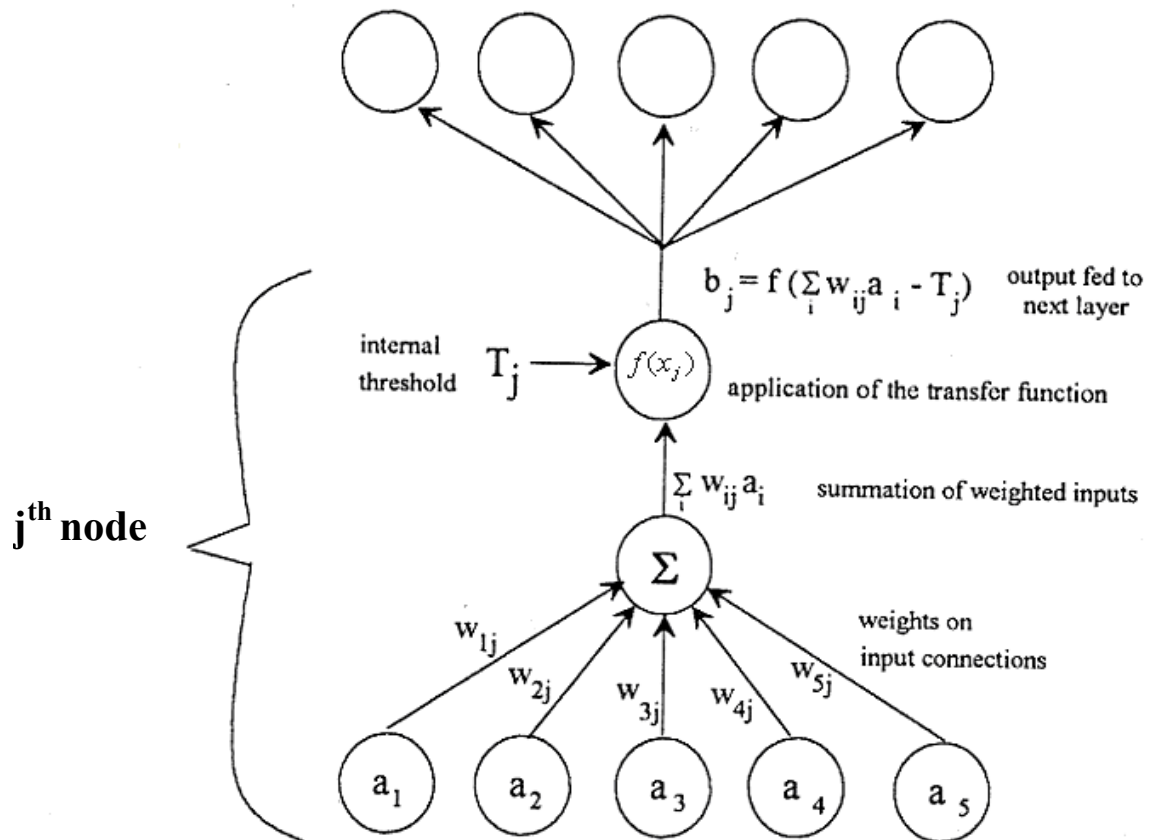 b_j = f (Σ_i w_ij a_i - T_j) output fed to
next layer
internal
threshold T_j
f(x_j)
application of the transfer function
Σ_i w_ij a_i summation of weighted inputs
j^th node
Σ
weights on
input connections
w_1j
w_2j
w_3j
w_4j
w_5j
a_1 a_2 a_3 a_4 a_5